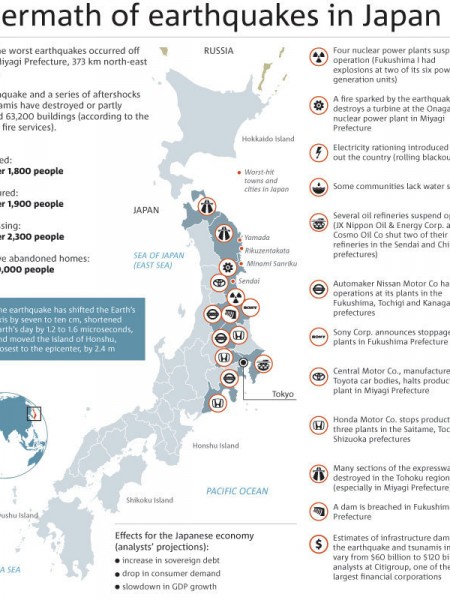 ermath of earthquakes in Japan
ne worst earthquakes occurred off
Miyagi Prefecture, 373 km north-east
quake and a series of aftershocks
amis have destroyed or partly
d 63,200 buildings (according to the
fire services).
ed:
er 1,800 people
ured:
er 1,900 people
ssing:
er 2,300 people
ve abandoned homes:
0,000 people
he earthquake has shifted the Earth's
xis by seven to ten cm, shortened
arth's day by 1.2 to 1.6 microseconds,
nd moved the island of Honshu,
osest to the epicenter, by 2.4 m
RUSSIA
Hokkaido Island
Worst-hit
towns and
cities in Japan
JAPAN
SEA OF JAPAN
(EAST SEA)
Yamada
Rikuzentakata
Minami Sanriku
Sendai
SONY
Tokyo
Honshu Island
PACIFIC OCEAN
Shikoku Island
yushu Island
A SEA
Effects for the Japanese economy
(analysts' projections):
increase in sovereign debt
drop in consumer demand
slowdown in GDP growth
Four nuclear power plants susp
operation (Fukushima I had
explosions at two of its six pow
generation units)
A fire sparked by the earthquak
destroys a turbine at the Onaga
nuclear power plant in Miyagi
Prefecture
Electricity rationing introduced
out the country (rolling blackou
Some communities lack water s
Several oil refineries suspend o
(JX Nippon Oil & Energy Corp. a
Cosmo Oil Co shut two of their
refineries in the Sendai and Chi
prefectures)
Automaker Nissan Motor Co ha
operations at its plants in the
Fukushima, Tochigi and Kanaga
prefectures
SONY
Sony Corp. announces stoppage
plants in Fukushima Prefecture
Central Motor Co., manufacture
Toyota car bodies, halts produc
plant in Miyagi Prefecture
Honda Motor Co. stops product
three plants in the Saitame, Toc
Shizuoka prefectures
Many sections of the expresswa
destroyed in the Tohoku region
(especially in Miyagi Prefecture
A dam is breached in Fukushim
Prefecture
$
Estimates of infrastructure dam
the earthquake and tsunamis in
vary from $60 billion to $120 bi
analysts at Citigroup, one of the
largest financial corporations